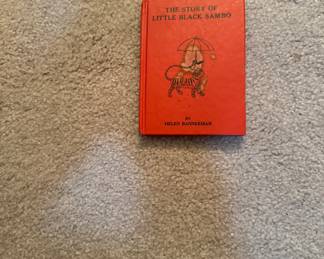 THE STORY OF
LITTLE BLACK SAMBO
BY
HELEN BANNERMAN